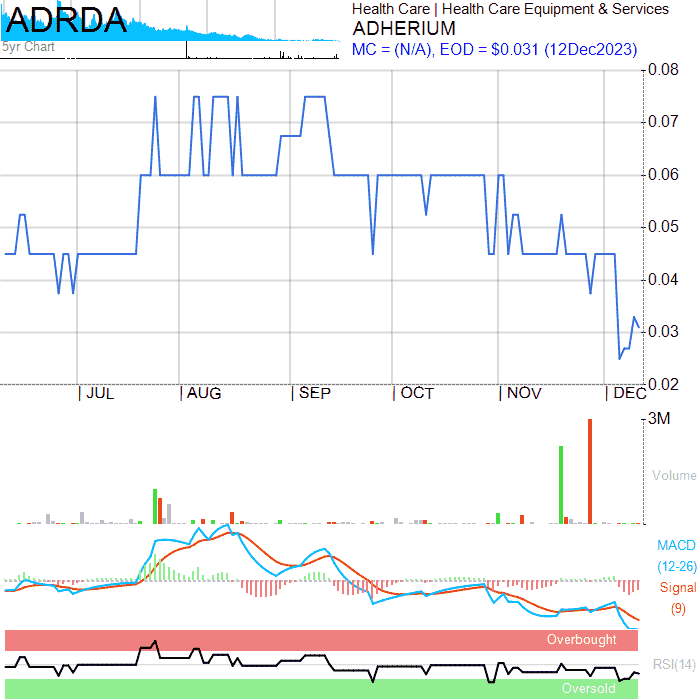 ADRDA
5yr Chart
Health Care | Health Care Equipment & Services
ADHERIUM
MC = (N/A), EOD = $0.031 (12Dec2023)
0.08
0.07
0.06
0.05
0.04
0.03
0.02
| JUL | AUG | SEP | OCT | NOV | DEC
3M
Volume
MACD
(12-26)
Signal
(9)
Overbought
RSI(14)
Oversold